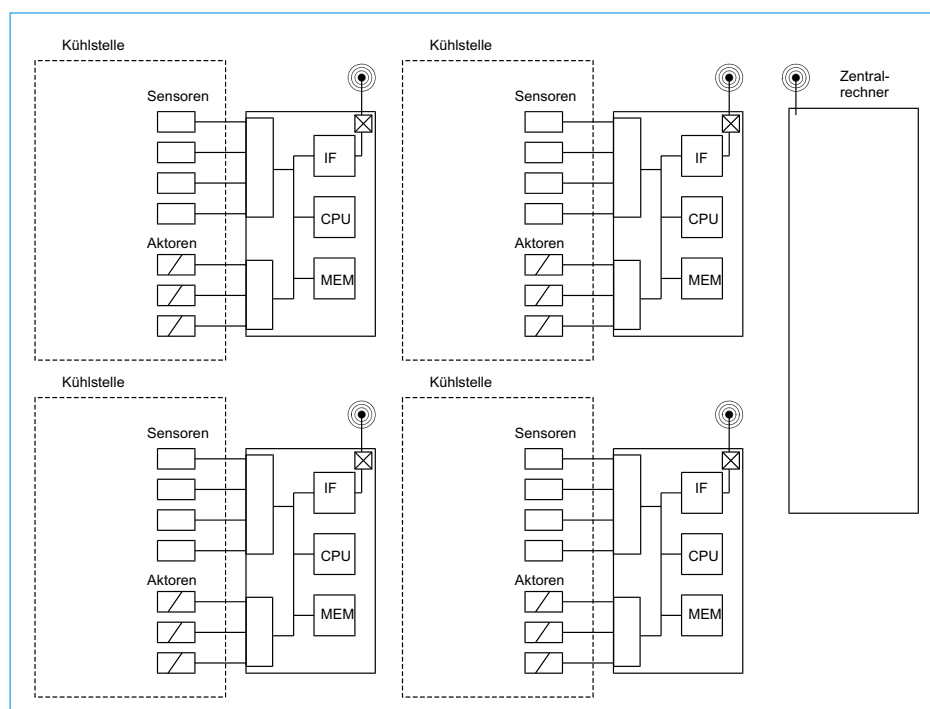 Kühlstelle
Sensoren
IF
CPU
Aktoren
MEM
Kühlstelle
Sensoren
IF
CPU
Aktoren
MEM
Zentral-
rechner
Kühlstelle
Sensoren
IF
CPU
Aktoren
MEM
Kühlstelle
Sensoren
IF
CPU
Aktoren
MEM